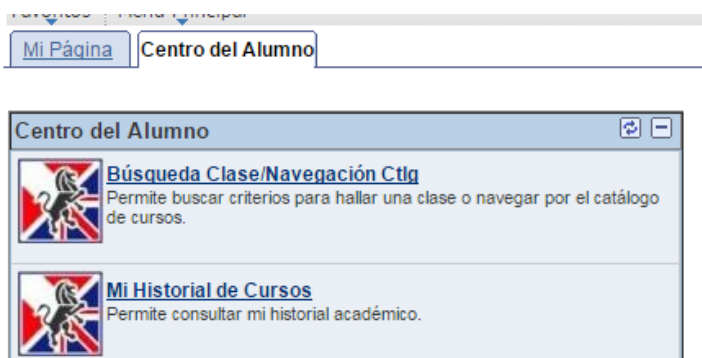 Mi Página Centro del Alumno
Centro del Alumno
Búsqueda Clase/Navegación Ctlg
Permite buscar criterios para hallar una clase o navegar por el catálogo
de cursos.
Mi Historial de Cursos
Permite consultar mi historial académico.